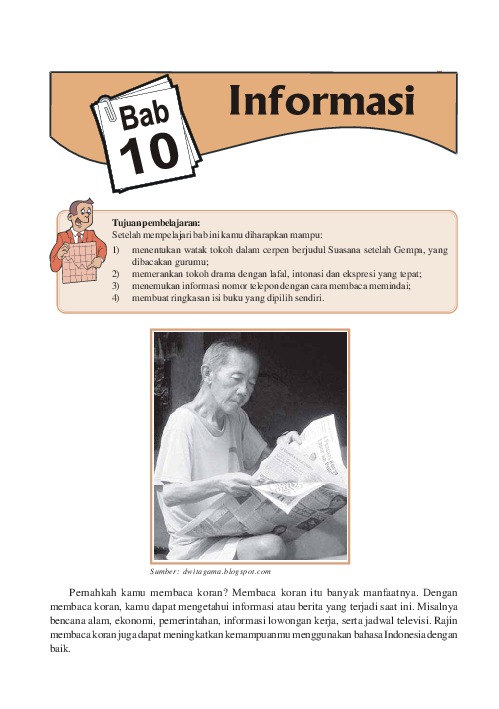 Bab
10
Informasi
Tujuan pembelajaran:
Setelah mempelajari bab ini kamu diharapkan mampu:
1) menentukan watak tokoh dalam cerpen berjudul Suasana setelah Gempa, yang
dibacakan gurumu;
2) memerankan tokoh drama dengan lafal, intonasi dan ekspresi yang tepat;
3) menemukan informasi nomor telepon dengan cara membaca memindai;
4) membuat ringkasan isi buku yang dipilih sendiri.
Sumber: dwitagama.blogspot.com
Pernahkah kamu membaca koran? Membaca koran itu banyak manfaatnya. Dengan
membaca koran, kamu dapat mengetahui informasi atau berita yang terjadi saat ini. Misalnya
bencana alam, ekonomi, pemerintahan, informasi lowongan kerja, serta jadwal televisi. Rajin
membaca koran juga dapat meningkatkan kemampuanmu menggunakan bahasa Indonesia dengan
baik.